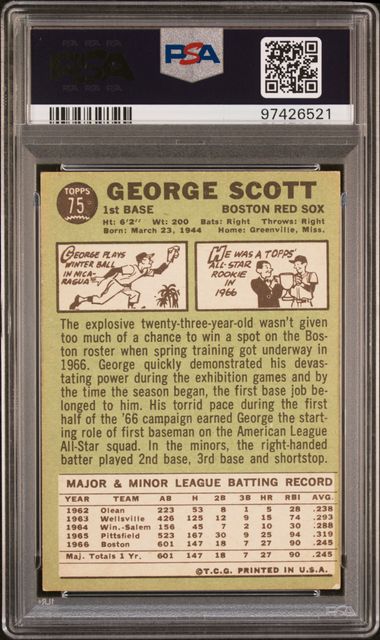 PSA
PSA
97426521
TOPPS
75
GEORGE SCOTT
1st BASE BOSTON RED SOX
Ht: 6'2" Wt: 200 Bats: Right Throws: Right
Born: March 23, 1944 Home: Greenville, Miss.
GEORGE PLAYS
WINTER BALL
IN NICA-
RAGUA
HE WAS A TOPPS
ALL-STAR
ROOKIE
IN
1966
The explosive twenty-three-year-old wasn't given
too much of a chance to win a spot on the Bos-
ton roster when spring training got underway in
1966. George quickly demonstrated his devas-
tating power during the exhibition games and by
the time the season began, the first base job be-
longed to him. His torrid pace during the first
half of the '66 campaign earned George the start-
ing role of first baseman on the American League
All-Star squad. In the minors, the right-handed
batter played 2nd base, 3rd base and shortstop.
MAJOR & MINOR LEAGUE BATTING RECORD
YEAR TEAM AB H 2B 3B HR RBI AVG.
1962 Olean 223 53 8 1 5 28 .238
1963 Wellsville 426 125 12 9 15 74 .293
1964 Win.-Salem 156 45 7 2 10 30 .288
1965 Pittsfield 523 167 30 9 25 94 .319
1966 Boston 601 147 18 7 27 90 .245
Maj. Totals 1 Yr. 601 147 18 7 27 90 .245
©T.C.G. PRINTED IN U.S.A.